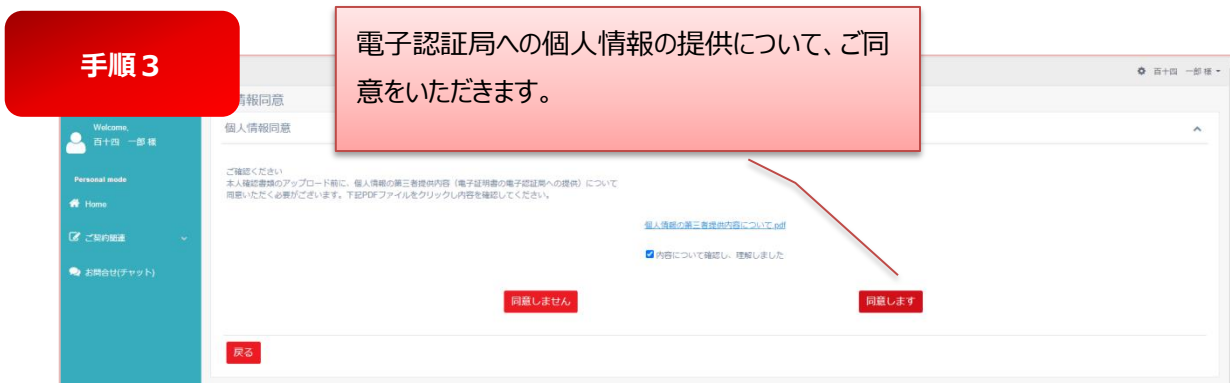 手順3
電子認証局への個人情報の提供について、ご同
意をいただきます。
百十四 一郎 様
情報同意
Welcome,
百十四 一郎 様
個人情報同意
Personal mode
Home
ご契約関連
お問合せ(チャット)
ご確認ください
本人確認書類のアップロード前に、個人情報の第三者提供内容(電子証明書の電子認証局への提供)について
同意いただく必要がございます。下記PDFファイルをクリックし内容を確認してください。
個人情報の第三者提供内容について.pdf
内容について確認し、理解しました
同意しません
同意します
戻る